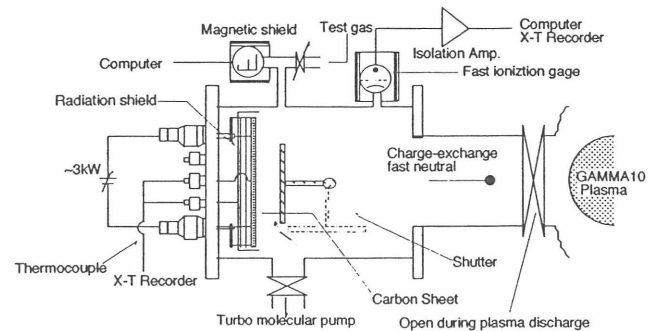 Magnetic shield
Test gas
Computer
X-T Recorder
Isolation Amp.
Computer
Fast ioniztion gage
Radiation shield
~3kW
Charge-exchange
fast neutral
GAMMA10
Plasma
Thermocouple
X-T Recorder
Shutter
Carbon Sheet
Turbo molecular pump
Open during plasma discharge